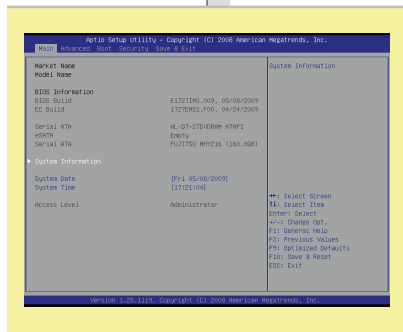 Aptio Setup Utility – Copyright (C) 2008 American Megatrends, Inc.
Main Advanced Boot Security Save & Exit
Market Name
Model Name
System Information
BIOS Information
BIOS Build E1727IMS.009, 05/08/2009
EC Build 1727EMS1.F00, 04/24/2009
Serial ATA HL-DT-STDVDRAM ATAPI
eSATA Empty
Serial ATA FUJITSU MHY216 (160.0GB)
System Information
System Date [Fri 05/08/2009]
System Time [17:21:04]
Access Level Administrator
→←: Select Screen
↑↓: Select Item
Enter: Select
+/-: Change Opt.
F1: General Help
F2: Previous Values
F9: Optimized Defaults
F10: Save & Reset
ESC: Exit
Version 1.20.1119. Copyright (C) 2008 American Megatrends, Inc.